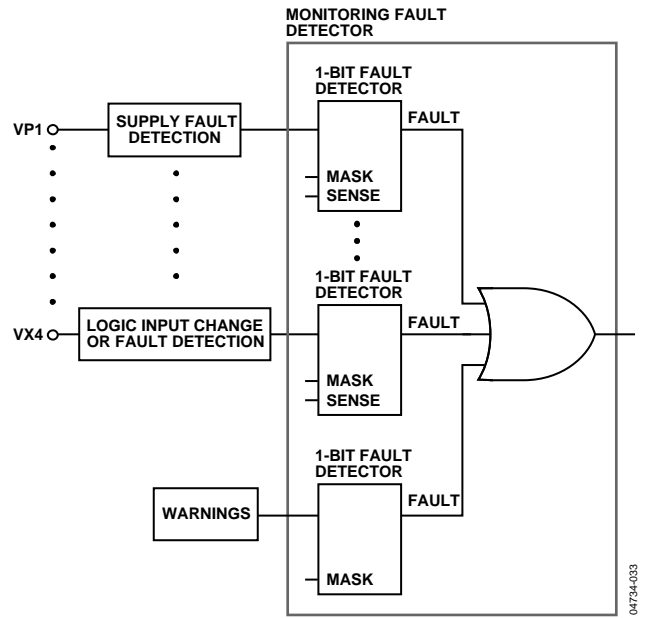 MONITORING FAULT
DETECTOR
1-BIT FAULT
DETECTOR
VP1
SUPPLY FAULT
DETECTION
FAULT
MASK
SENSE
1-BIT FAULT
DETECTOR
VX4
LOGIC INPUT CHANGE
OR FAULT DETECTION
FAULT
MASK
SENSE
1-BIT FAULT
DETECTOR
WARNINGS
FAULT
MASK
04734-033